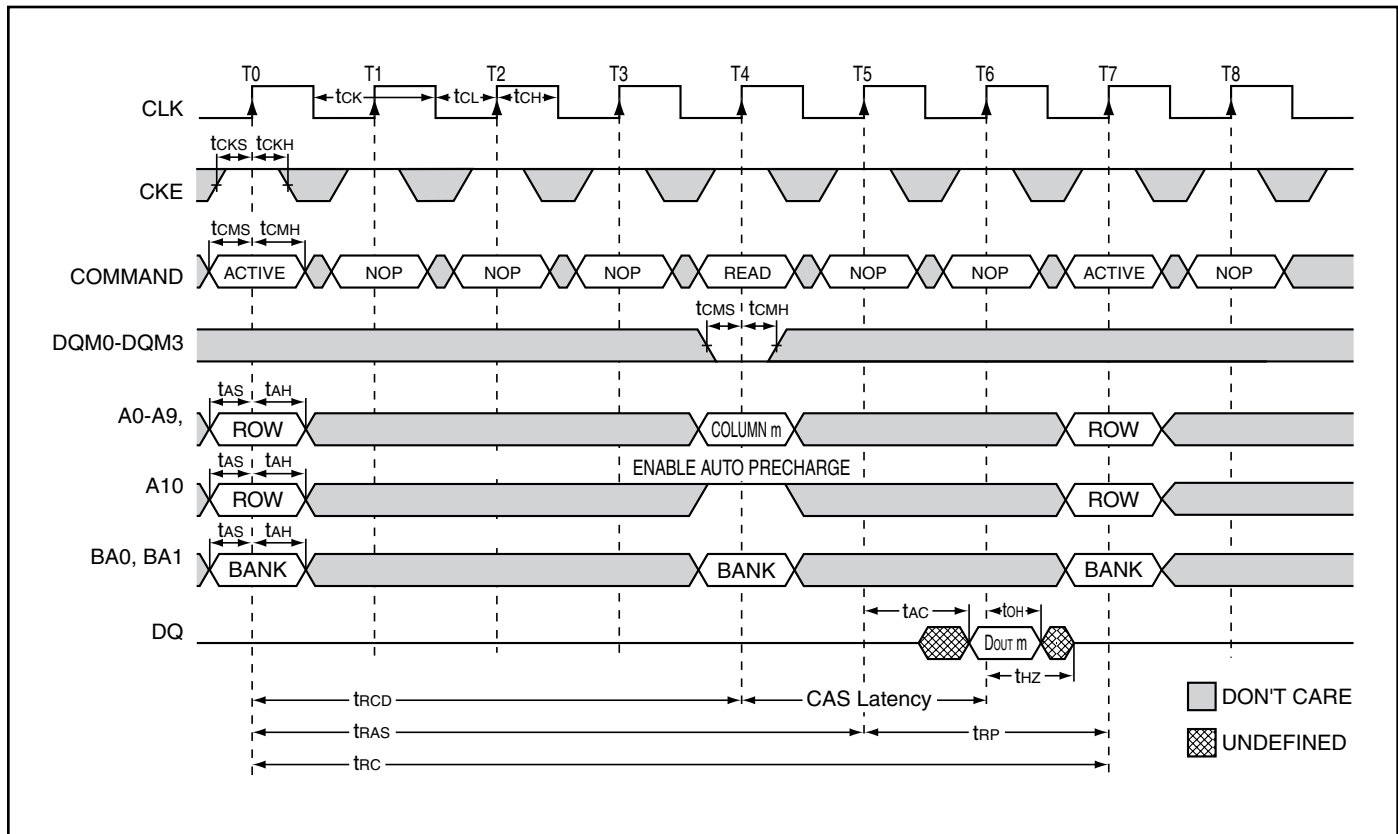 T0 T1 T2 T3 T4 T5 T6 T7 T8
tCK tCL tCH
CLK
tCKS tCKH
CKE
tCMS tCMH
COMMAND ACTIVE NOP NOP NOP READ NOP NOP ACTIVE NOP
tCMS tCMH
DQM0-DQM3
tAS tAH
A0-A9, ROW COLUMN m ROW
tAS tAH ENABLE AUTO PRECHARGE
A10 ROW ROW
tAS tAH
BA0, BA1 BANK BANK BANK
tAC tOH
DQ DOUT m
tHZ
tRCD CAS Latency
DON'T CARE
tRAS tRP
UNDEFINED
tRC